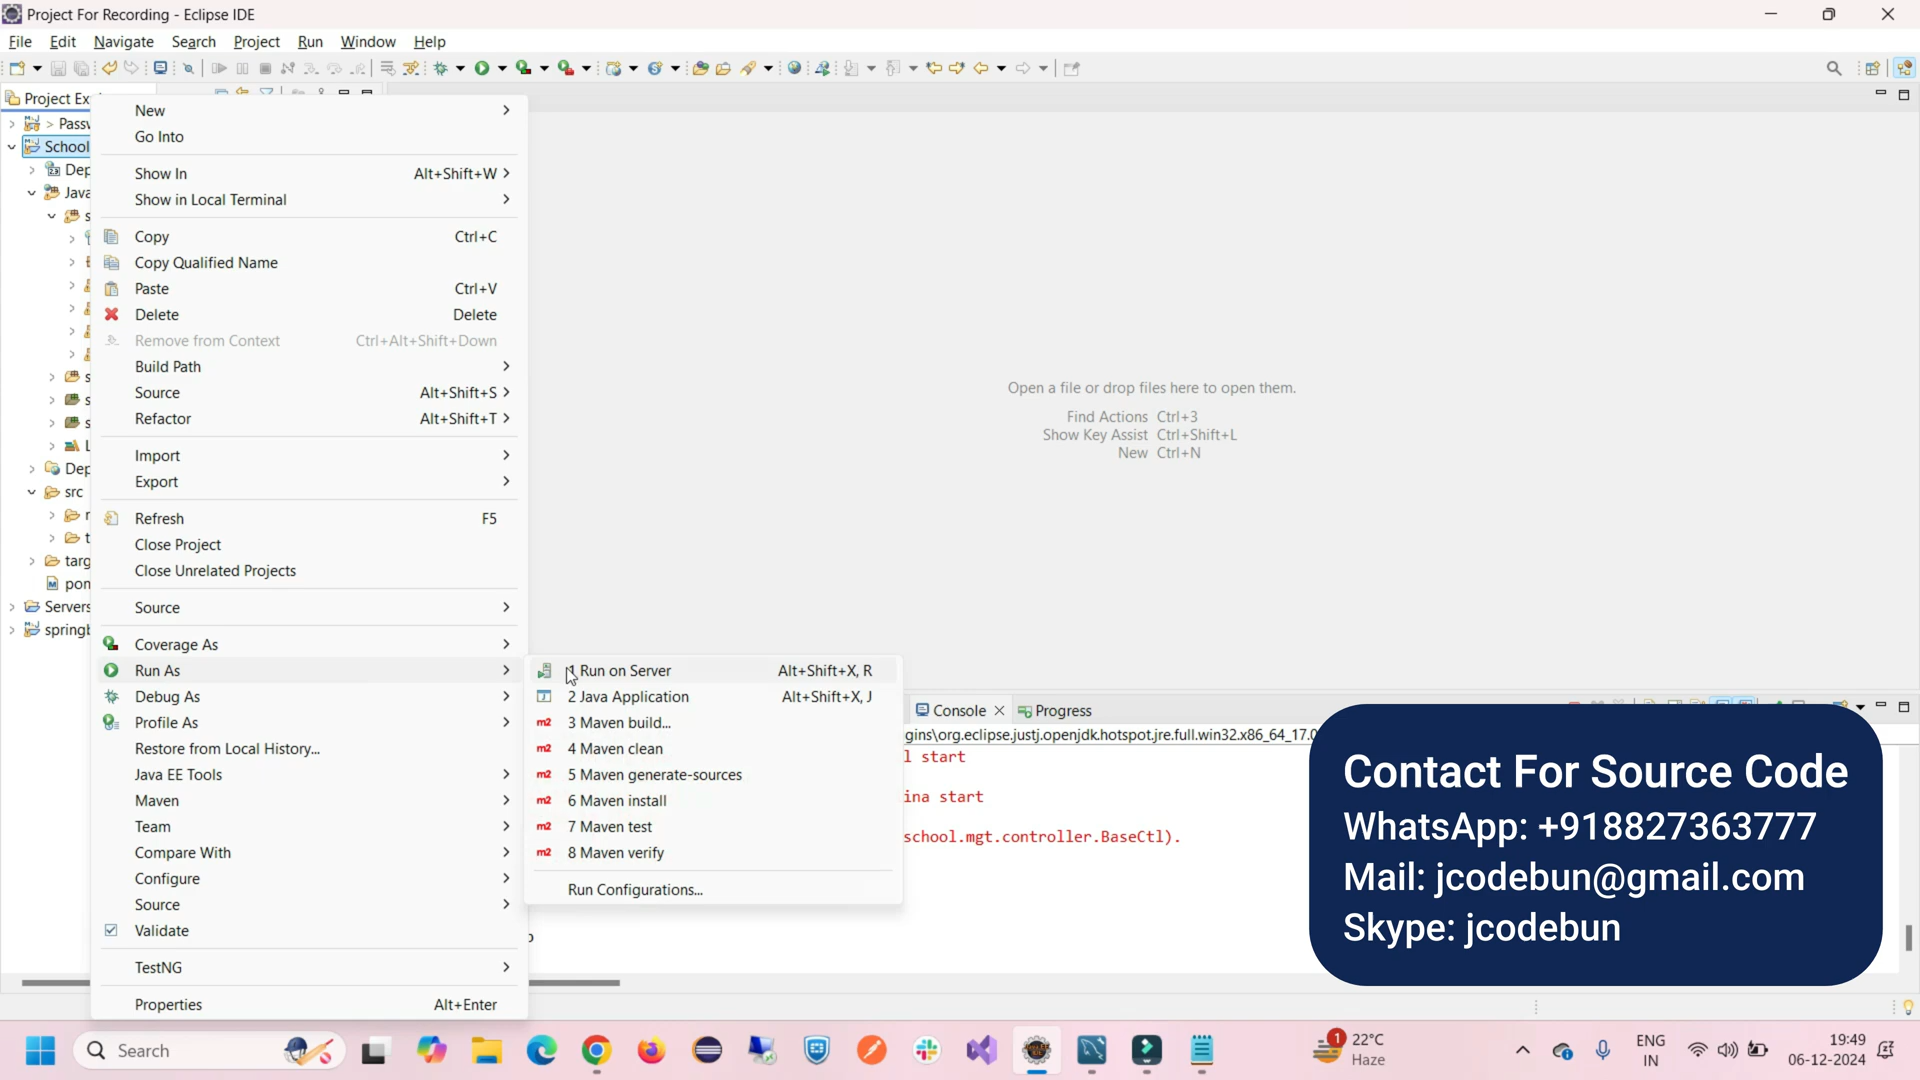 Project For Recording - Eclipse IDE
File Edit Navigate Search Project Run Window Help
Project Ex
> Passw
School
Dep
Java
s
s
s
s
L
Dep
src
targ
pon
Servers
springb
New
Go Into
Show In Alt+Shift+W
Show in Local Terminal
Copy Ctrl+C
Copy Qualified Name
Paste Ctrl+V
Delete Delete
Remove from Context Ctrl+Alt+Shift+Down
Build Path
Source Alt+Shift+S
Refactor Alt+Shift+T
Import
Export
Refresh F5
Close Project
Close Unrelated Projects
Source
Coverage As
Run As
Debug As
Profile As
Restore from Local History...
Java EE Tools
Maven
Team
Compare With
Configure
Source
Validate
TestNG
Properties Alt+Enter
1 Run on Server Alt+Shift+X, R
2 Java Application Alt+Shift+X, J
m2 3 Maven build...
m2 4 Maven clean
m2 5 Maven generate-sources
m2 6 Maven install
m2 7 Maven test
m2 8 Maven verify
Run Configurations...
Open a file or drop files here to open them.
Find Actions Ctrl+3
Show Key Assist Ctrl+Shift+L
New Ctrl+N
Console Progress
gins\org.eclipse.justj.openjdk.hotspot.jre.full.win32.x86_64_17.0
l start
ina start
school.mgt.controller.BaseCtl).
Contact For Source Code
WhatsApp: +918827363777
Mail: jcodebun@gmail.com
Skype: jcodebun
Search
1
22°C
Haze
ENG
IN
19:49
06-12-2024